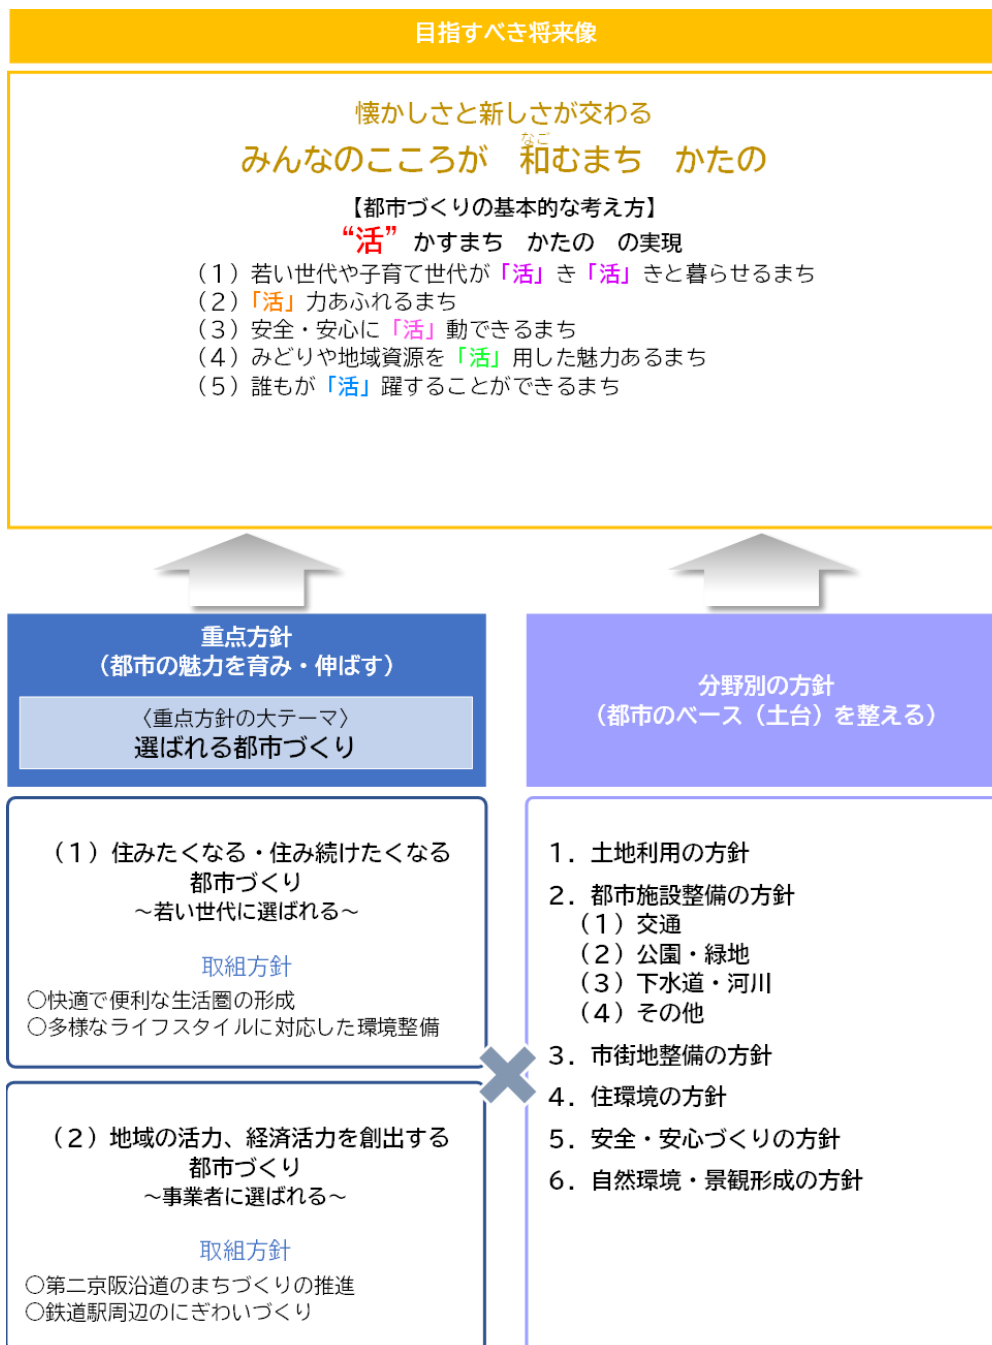 目指すべき将来像
懐かしさと新しさが交わる
なご
みんなのこころが　和むまち　かたの
【都市づくりの基本的な考え方】
“活” かすまち　かたの　の実現
（１）若い世代や子育て世代が「活」き「活」きと暮らせるまち
（２）「活」力あふれるまち
（３）安全・安心に「活」動できるまち
（４）みどりや地域資源を「活」用した魅力あるまち
（５）誰もが「活」躍することができるまち
重点方針
（都市の魅力を育み・伸ばす）
〈重点方針の大テーマ〉
選ばれる都市づくり
（１）住みたくなる・住み続けたくなる
都市づくり
～若い世代に選ばれる～
取組方針
○快適で便利な生活圏の形成
○多様なライフスタイルに対応した環境整備
（２）地域の活力、経済活力を創出する
都市づくり
～事業者に選ばれる～
取組方針
○第二京阪沿道のまちづくりの推進
○鉄道駅周辺のにぎわいづくり
分野別の方針
（都市のベース（土台）を整える）
１．土地利用の方針
２．都市施設整備の方針
（１）交通
（２）公園・緑地
（３）下水道・河川
（４）その他
３．市街地整備の方針
４．住環境の方針
５．安全・安心づくりの方針
６．自然環境・景観形成の方針